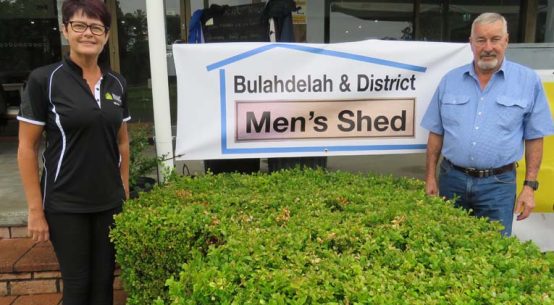 Bulahdelah & District
Men's Shed